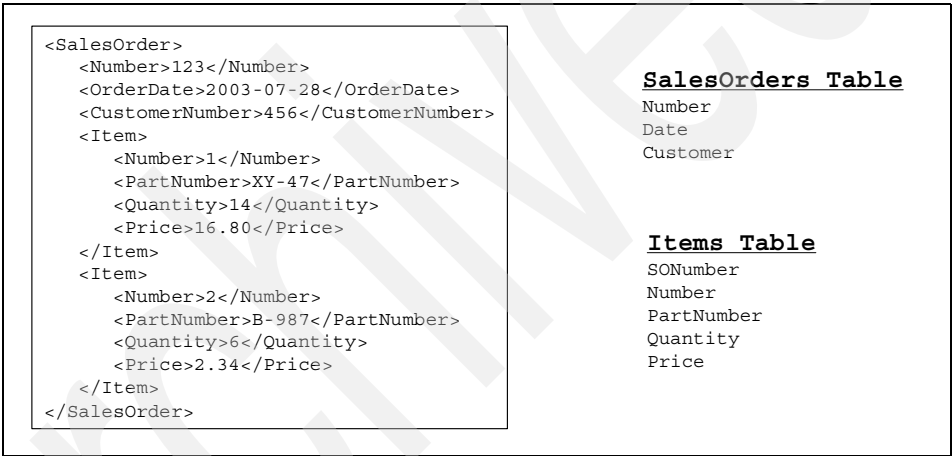 <SalesOrder>
<Number>123</Number>
<OrderDate>2003-07-28</OrderDate>
<CustomerNumber>456</CustomerNumber>
<Item>
<Number>1</Number>
<PartNumber>XY-47</PartNumber>
<Quantity>14</Quantity>
<Price>16.80</Price>
</Item>
<Item>
<Number>2</Number>
<PartNumber>B-987</PartNumber>
<Quantity>6</Quantity>
<Price>2.34</Price>
</Item>
</SalesOrder>
SalesOrders Table
Number
Date
Customer
Items Table
SONumber
Number
PartNumber
Quantity
Price